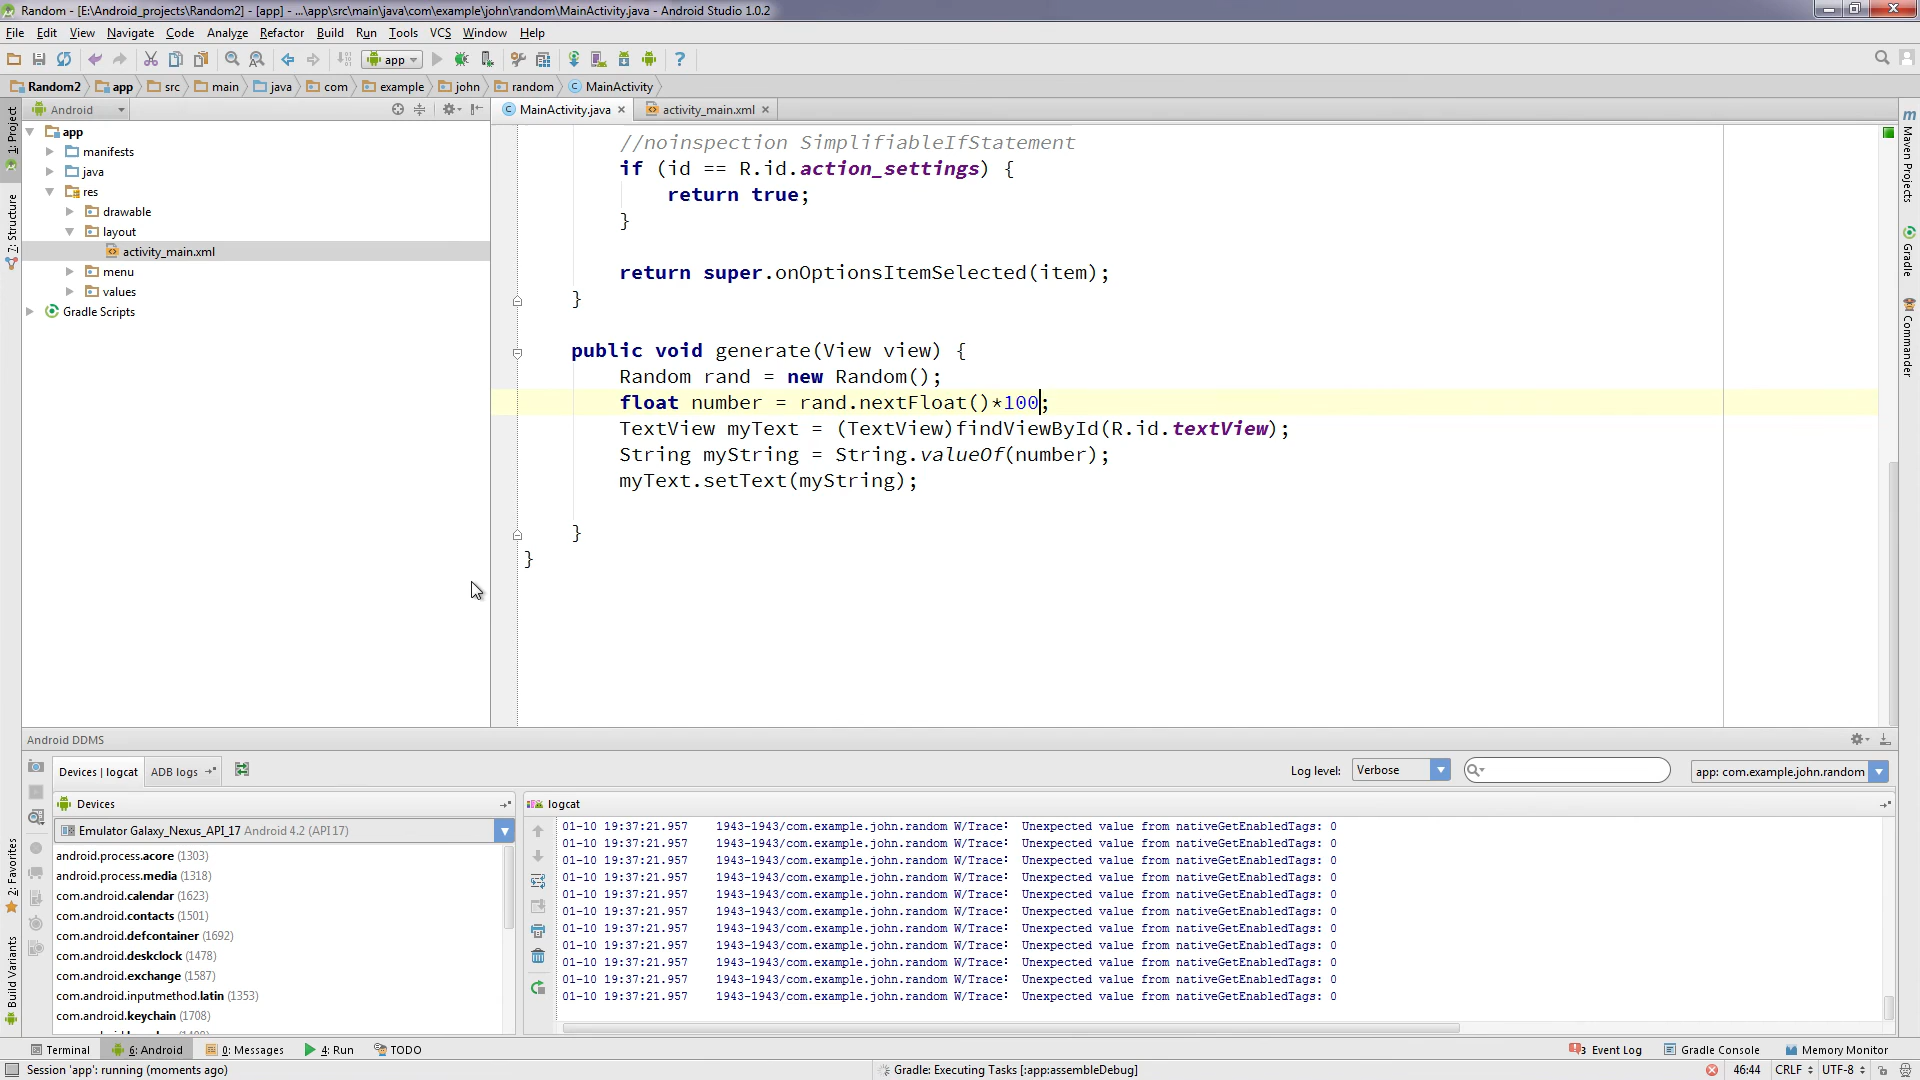 Random - [E:\Android_projects\Random2] - [app] - ...\app\src\main\java\com\example\john\random\MainActivity.java - Android Studio 1.0.2
File Edit View Navigate Code Analyze Refactor Build Run Tools VCS Window Help
app
Random2 app src main java com example john random MainActivity
Android
MainActivity.java
activity_main.xml
1: Project
7: Structure
2: Favorites
Build Variants
app
manifests
java
res
drawable
layout
activity_main.xml
menu
values
Gradle Scripts
//noinspection SimplifiableIfStatement
if (id == R.id.action_settings) {
return true;
}
return super.onOptionsItemSelected(item);
}
public void generate(View view) {
Random rand = new Random();
float number = rand.nextFloat()*100;
TextView myText = (TextView)findViewById(R.id.textView);
String myString = String.valueOf(number);
myText.setText(myString);
}
}
Maven Projects
Gradle
Commander
Android DDMS
Devices | logcat
ADB logs
Log level: Verbose
app: com.example.john.random
Devices
Emulator Galaxy_Nexus_API_17 Android 4.2 (API 17)
android.process.acore (1303)
android.process.media (1318)
com.android.calendar (1623)
com.android.contacts (1501)
com.android.defcontainer (1692)
com.android.deskclock (1478)
com.android.exchange (1587)
com.android.inputmethod.latin (1353)
com.android.keychain (1708)
logcat
01-10 19:37:21.957 1943-1943/com.example.john.random W/Trace: Unexpected value from nativeGetEnabledTags: 0
01-10 19:37:21.957 1943-1943/com.example.john.random W/Trace: Unexpected value from nativeGetEnabledTags: 0
01-10 19:37:21.957 1943-1943/com.example.john.random W/Trace: Unexpected value from nativeGetEnabledTags: 0
01-10 19:37:21.957 1943-1943/com.example.john.random W/Trace: Unexpected value from nativeGetEnabledTags: 0
01-10 19:37:21.957 1943-1943/com.example.john.random W/Trace: Unexpected value from nativeGetEnabledTags: 0
01-10 19:37:21.957 1943-1943/com.example.john.random W/Trace: Unexpected value from nativeGetEnabledTags: 0
01-10 19:37:21.957 1943-1943/com.example.john.random W/Trace: Unexpected value from nativeGetEnabledTags: 0
01-10 19:37:21.957 1943-1943/com.example.john.random W/Trace: Unexpected value from nativeGetEnabledTags: 0
01-10 19:37:21.957 1943-1943/com.example.john.random W/Trace: Unexpected value from nativeGetEnabledTags: 0
01-10 19:37:21.957 1943-1943/com.example.john.random W/Trace: Unexpected value from nativeGetEnabledTags: 0
01-10 19:37:21.957 1943-1943/com.example.john.random W/Trace: Unexpected value from nativeGetEnabledTags: 0
Terminal 6: Android 0: Messages 4: Run TODO 3 Event Log Gradle Console Memory Monitor
Session 'app': running (moments ago) Gradle: Executing Tasks [:app:assembleDebug] 46:44 CRLF UTF-8